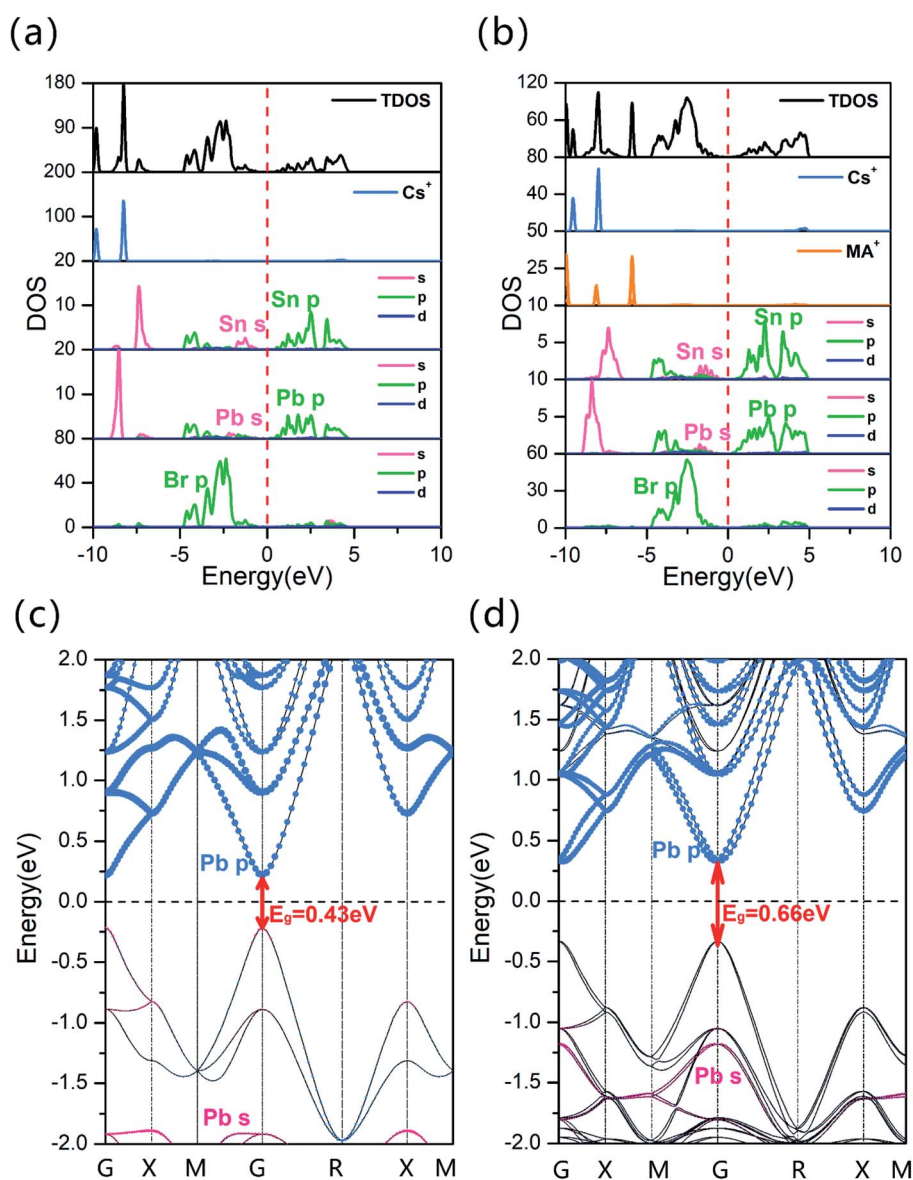 (a)
180
90
200
100
20
10
20
10
80
40
0
DOS
TDOS
Cs+
s
p
d
Sn s
Sn p
s
p
d
Pb s
Pb p
s
p
d
Br p
-10
-5
0
5
10
Energy(eV)
(b)
120
60
80
40
50
25
10
5
10
5
60
30
0
DOS
TDOS
Cs+
MA+
s
p
d
Sn s
Sn p
s
p
d
Pb s
Pb p
s
p
d
Br p
-10
-5
0
5
10
Energy(eV)
(c)
2.0
1.5
1.0
0.5
0.0
-0.5
-1.0
-1.5
-2.0
Energy(eV)
Pb p
Eg=0.43eV
Pb s
G X M G R X M
(d)
2.0
1.5
1.0
0.5
0.0
-0.5
-1.0
-1.5
-2.0
Energy(eV)
Pb p
Eg=0.66eV
Pb s
G X M G R X M